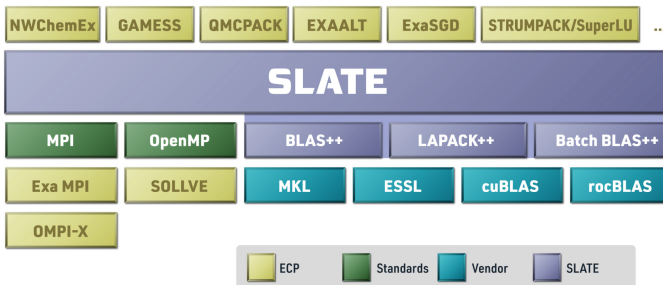 NWChemEx GAMESS QMCPACK EXAALT ExaSGD STRUMPACK/SuperLU ..
SLATE
MPI OpenMP BLAS++ LAPACK++ Batch BLAS++
Exa MPI SOLLVE MKL ESSL cuBLAS rocBLAS
OMPI-X
ECP Standards Vendor SLATE